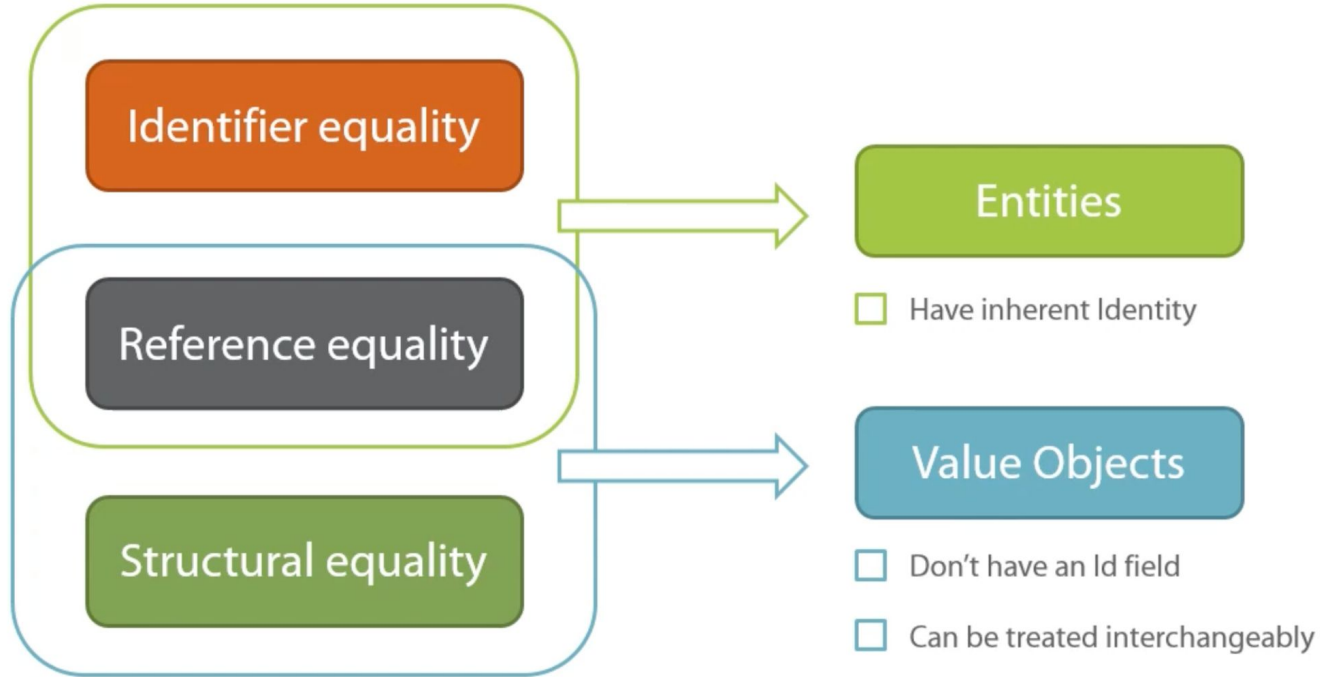 Identifier equality
Reference equality
Structural equality
Entities
Have inherent Identity
Value Objects
Don't have an Id field
Can be treated interchangeably